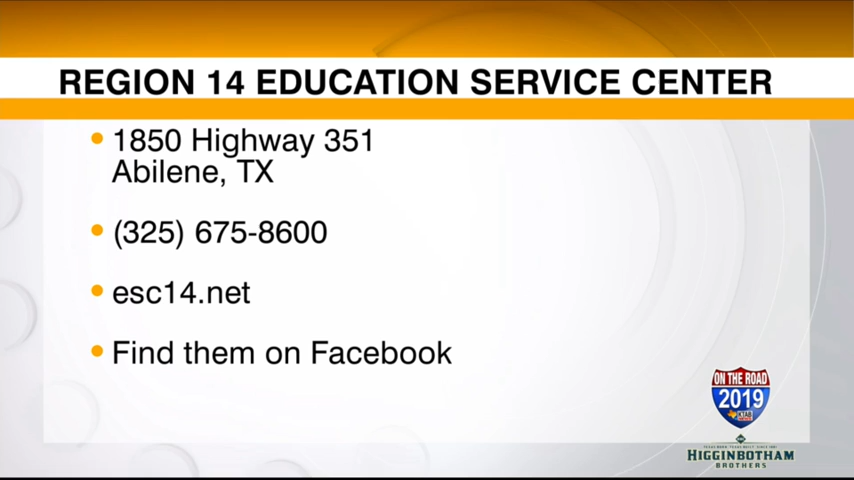 REGION 14 EDUCATION SERVICE CENTER
1850 Highway 351
Abilene, TX
(325) 675-8600
esc14.net
Find them on Facebook
ON THE ROAD
2019
KTAB
HIGGINBOTHAM
BROTHERS